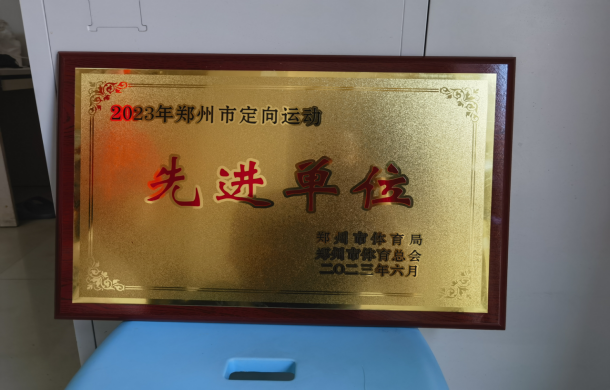 2023年郑州市定向运动
先进单位
郑州市体育局
郑州市体育总会
二〇二三年六月